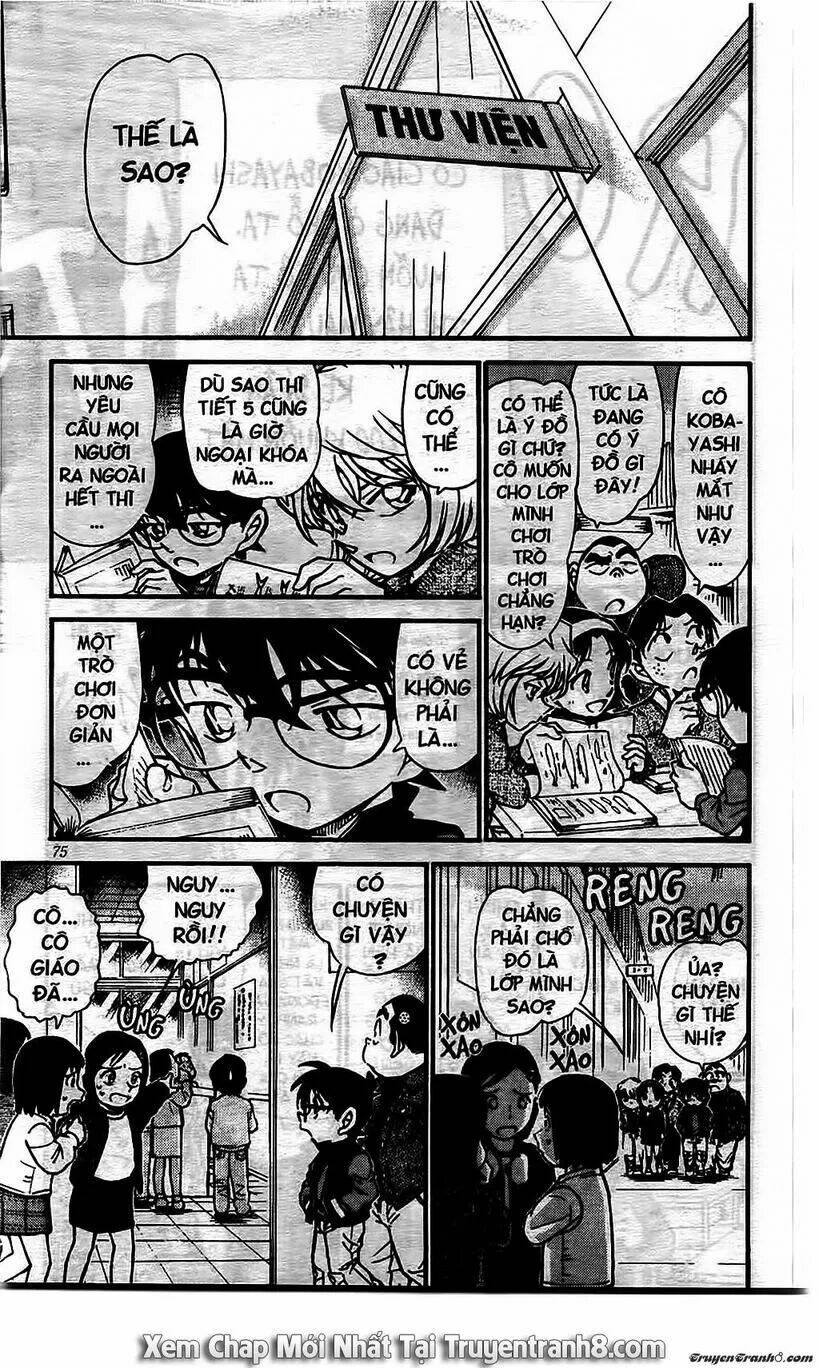 THẾ LÀ
SAO?
THƯ VIỆN
CÔ
KOBA-
YASHI
NHÁY
MẮT
NHƯ
VẬY
...
TỨC LÀ
ĐANG
CÓ Ý
ĐỒ GÌ
ĐÂY!
CÓ THỂ
LÀ Ý ĐỒ
GÌ CHỨ?
CÔ MUỐN
CHO LỚP
MÌNH
CHƠI
TRÒ
CHƠI
CHẲNG
HẠN?
CŨNG
CÓ
THỂ
...
DÙ SAO THÌ
TIẾT 5 CŨNG
LÀ GIỜ
NGOẠI KHÓA
MÀ...
NHƯNG
YÊU
CẦU MỌI
NGƯỜI
RA NGOÀI
HẾT THÌ
...
CÓ VẺ
KHÔNG
PHẢI
LÀ...
MỘT
TRÒ
CHƠI
ĐƠN
GIẢN
...
75
RENG
RENG
ỦA?
CHUYỆN
GÌ THẾ
NHỈ?
CHẲNG
PHẢI CHỖ
ĐÓ LÀ
LỚP MÌNH
SAO?
XÔN
XAO
XÔN
XAO
CÓ
CHUYỆN
GÌ VẬY
?
NGUY...
NGUY
RỒI!!
ÙNG
ÙNG
CÔ...
CÔ
GIÁO
ĐÃ...
Xem Chap Mới Nhất Tại Truyentranh8.com
TruyenTranh8.com